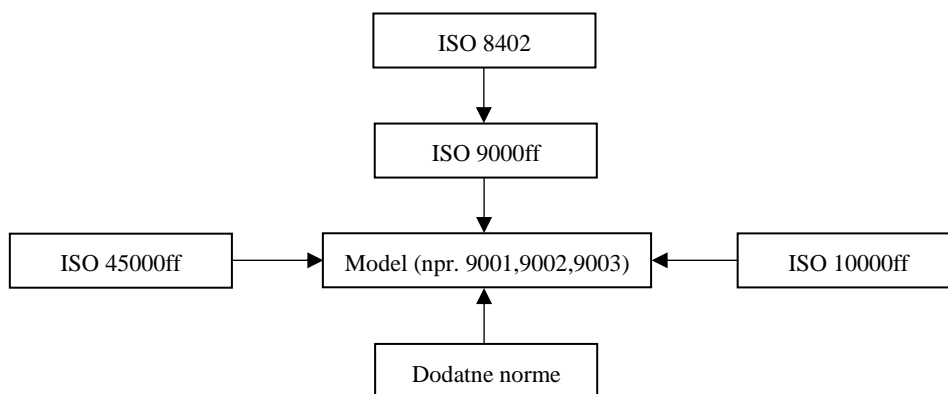 ISO 8402
ISO 9000ff
ISO 45000ff
Model (npr. 9001,9002,9003)
ISO 10000ff
Dodatne norme